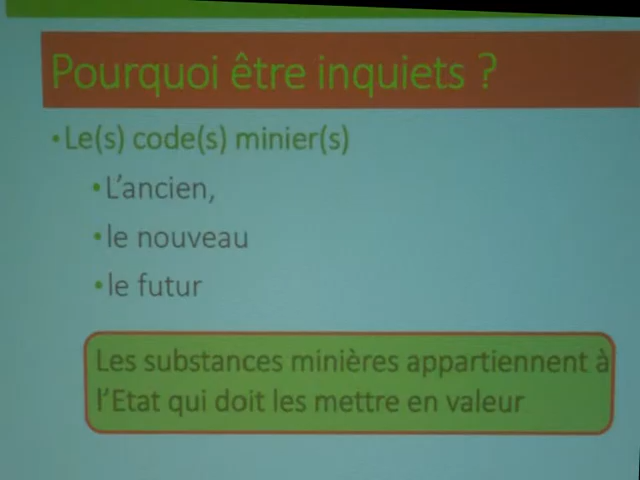 Pourquoi être inquiets ?
•Le(s) code(s) minier(s)
•L'ancien,
•le nouveau
•le futur
Les substances minières appartiennent à
l'Etat qui doit les mettre en valeur